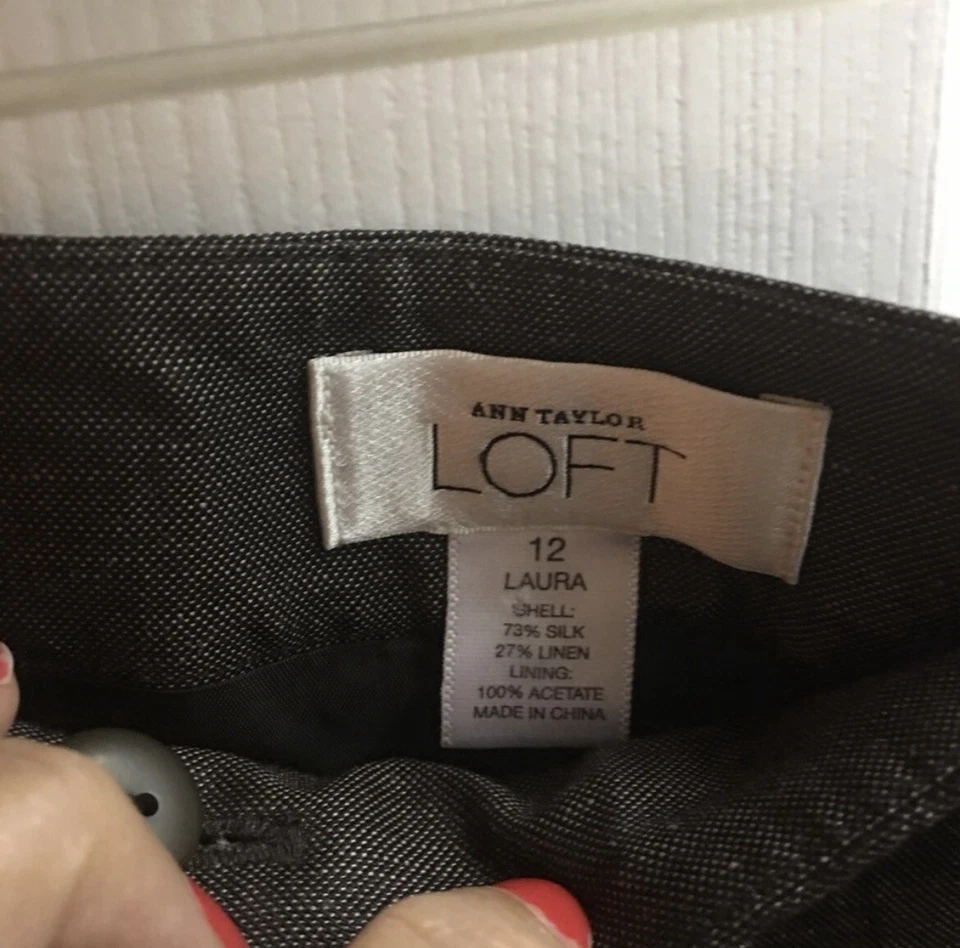 ANN TAYLOR
LOFT
12
LAURA
SHELL:
73% SILK
27% LINEN
LINING:
100% ACETATE
MADE IN CHINA